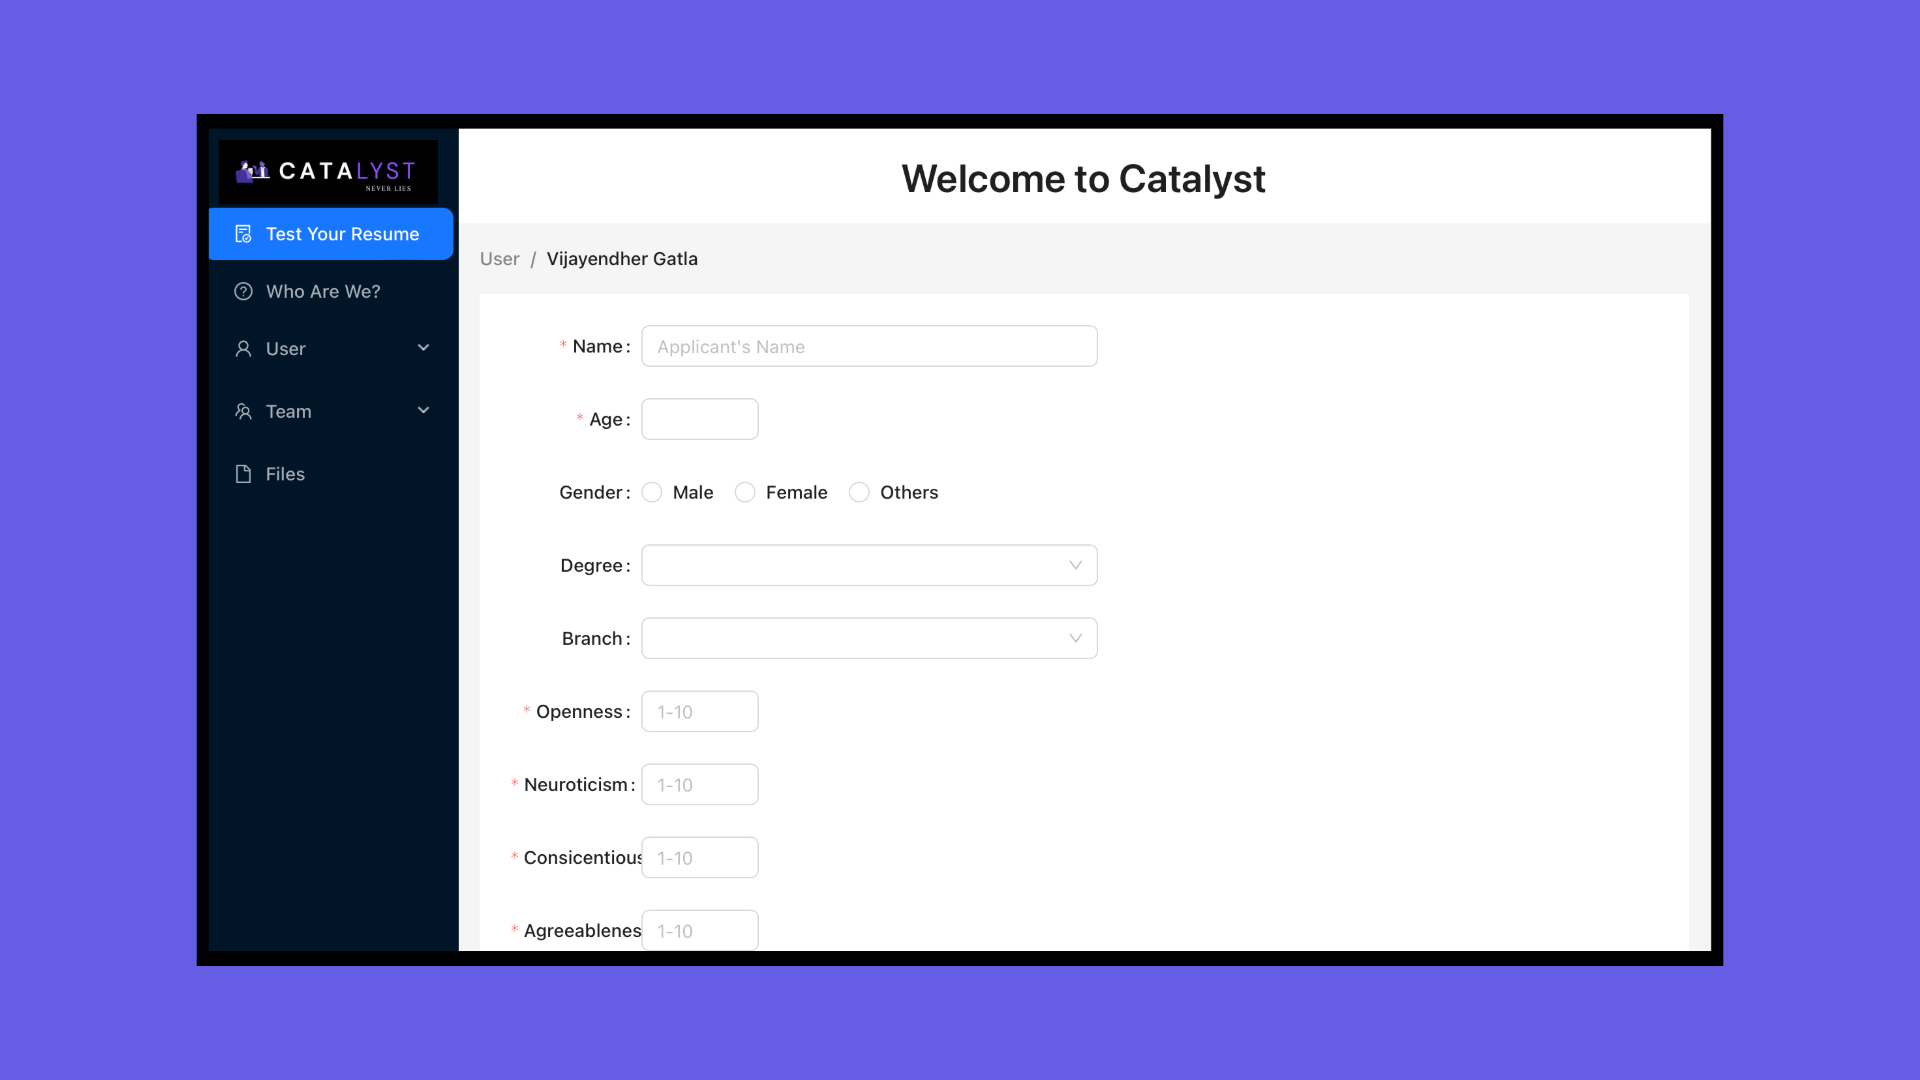 CATALYST
NEVER LIES
Test Your Resume
Who Are We?
User
Team
Files
Welcome to Catalyst
User / Vijayendher Gatla
* Name: Applicant's Name
* Age:
Gender: Male Female Others
Degree:
Branch:
* Openness: 1-10
* Neuroticism: 1-10
* Consicentious 1-10
* Agreeablenes 1-10